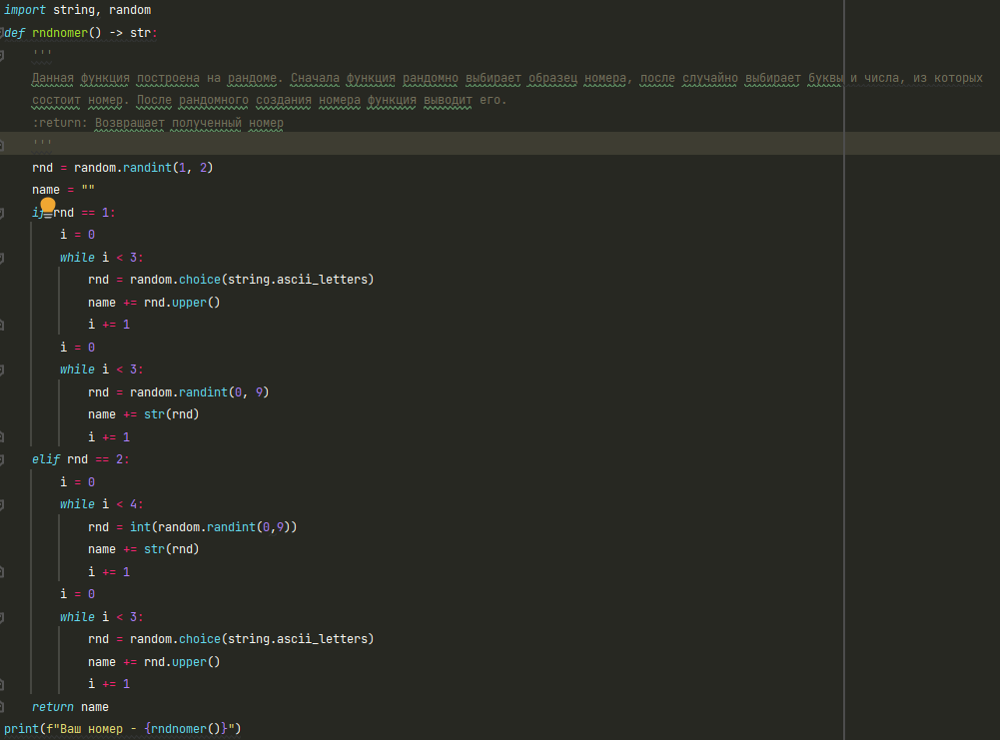 import string, random
def rndnomer() -> str:
    '''
    Данная функция построена на рандоме. Сначала функция рандомно выбирает образец номера, после случайно выбирает буквы и числа, из которых
    состоит номер. После рандомного создания номера функция выводит его.
    :return: Возвращает полученный номер
    '''
    rnd = random.randint(1, 2)
    name = ""
    if rnd == 1:
        i = 0
        while i < 3:
            rnd = random.choice(string.ascii_letters)
            name += rnd.upper()
            i += 1
        i = 0
        while i < 3:
            rnd = random.randint(0, 9)
            name += str(rnd)
            i += 1
    elif rnd == 2:
        i = 0
        while i < 4:
            rnd = int(random.randint(0,9))
            name += str(rnd)
            i += 1
        i = 0
        while i < 3:
            rnd = random.choice(string.ascii_letters)
            name += rnd.upper()
            i += 1
    return name
print(f"Ваш номер - {rndnomer()}")